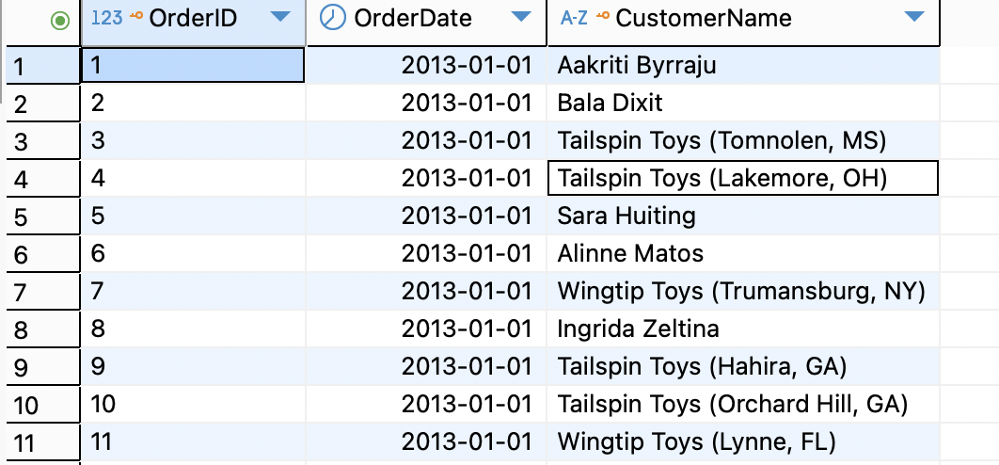 123 OrderID OrderDate A-Z CustomerName
1 1 2013-01-01 Aakriti Byrraju
2 2 2013-01-01 Bala Dixit
3 3 2013-01-01 Tailspin Toys (Tomnolen, MS)
4 4 2013-01-01 Tailspin Toys (Lakemore, OH)
5 5 2013-01-01 Sara Huiting
6 6 2013-01-01 Alinne Matos
7 7 2013-01-01 Wingtip Toys (Trumansburg, NY)
8 8 2013-01-01 Ingrida Zeltina
9 9 2013-01-01 Tailspin Toys (Hahira, GA)
10 10 2013-01-01 Tailspin Toys (Orchard Hill, GA)
11 11 2013-01-01 Wingtip Toys (Lynne, FL)